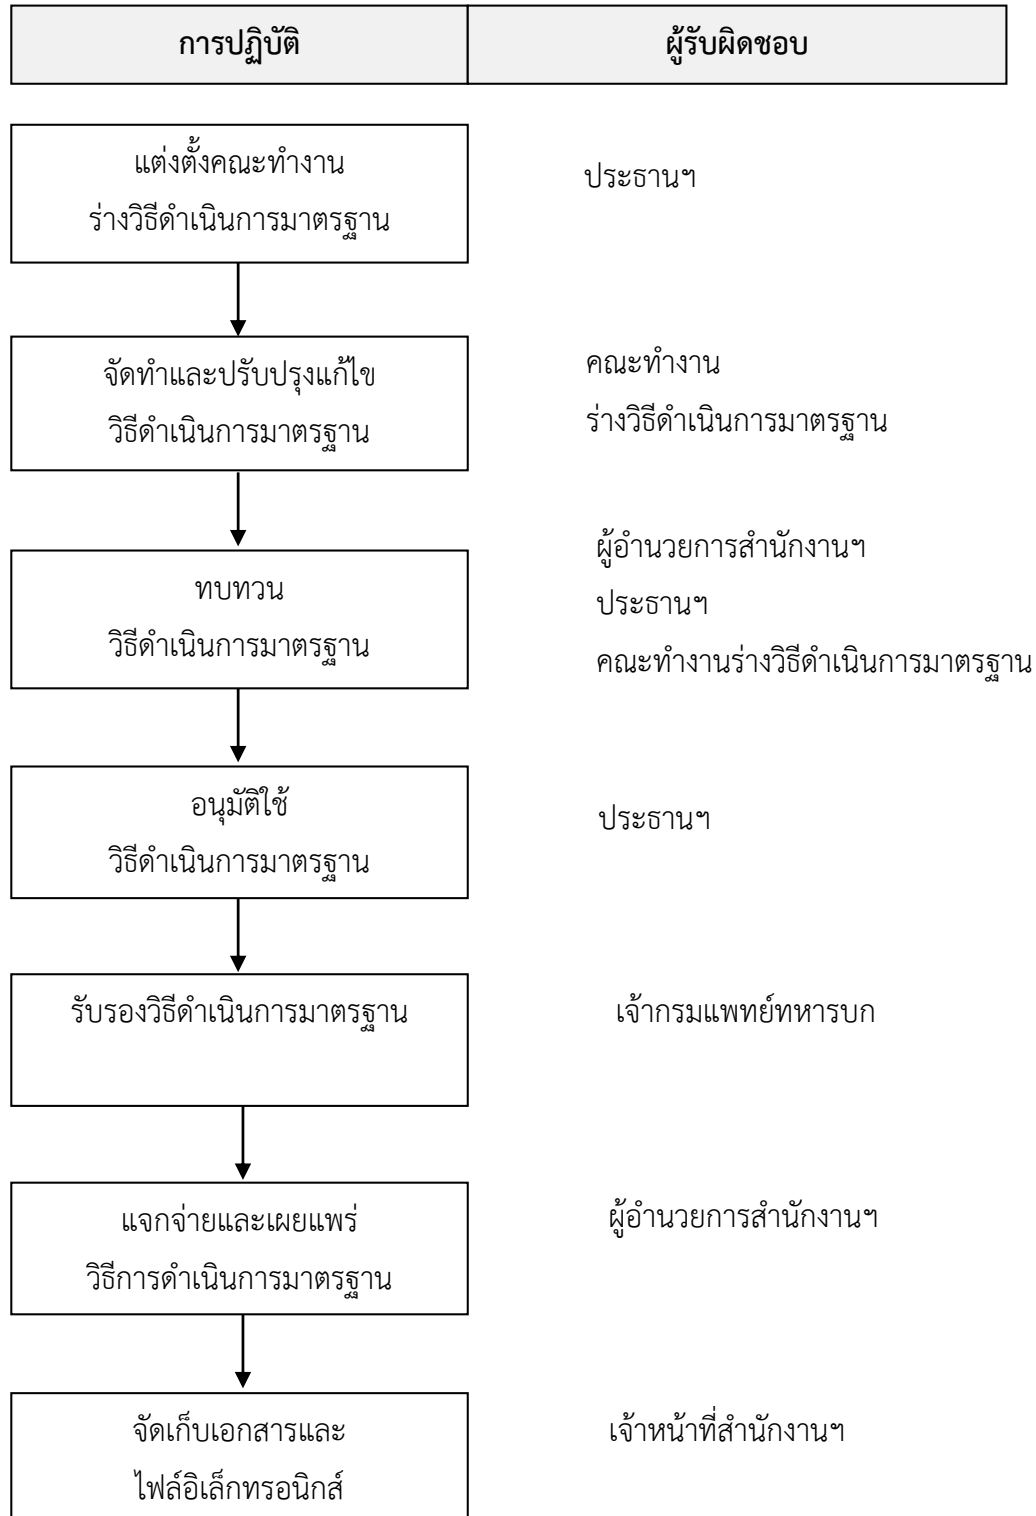 การปฏิบัติ
ผู้รับผิดชอบ
แต่งตั้งคณะทำงาน
ร่างวิธีดำเนินการมาตรฐาน
ประธานฯ
จัดทำและปรับปรุงแก้ไข
วิธีดำเนินการมาตรฐาน
คณะทำงาน
ร่างวิธีดำเนินการมาตรฐาน
ทบทวน
วิธีดำเนินการมาตรฐาน
ผู้อำนวยการสำนักงานฯ
ประธานฯ
คณะทำงานร่างวิธีดำเนินการมาตรฐาน
อนุมัติใช้
วิธีดำเนินการมาตรฐาน
ประธานฯ
รับรองวิธีดำเนินการมาตรฐาน
เจ้ากรมแพทย์ทหารบก
แจกจ่ายและเผยแพร่
วิธีการดำเนินการมาตรฐาน
ผู้อำนวยการสำนักงานฯ
จัดเก็บเอกสารและ
ไฟล์อิเล็กทรอนิกส์
เจ้าหน้าที่สำนักงานฯ